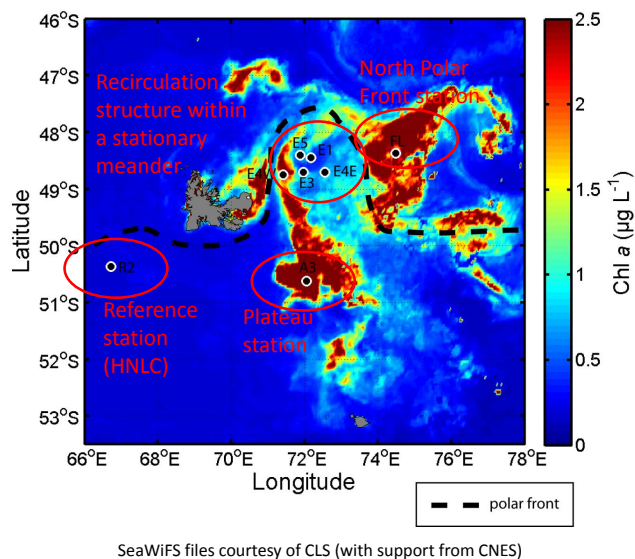 46°S
47°S
48°S
49°S
50°S
51°S
52°S
53°S
Latitude
66°E
68°E
70°E
72°E
74°E
76°E
78°E
Longitude
Recirculation
structure within
a stationary
meander
North Polar
Front station
E5
E1
E4
E3
E4E
FL
R2
A3
Reference
station
(HNLC)
Plateau
station
2.5
2
1.5
1
0.5
0
Chl a (µg L⁻¹)
polar front
SeaWiFS files courtesy of CLS (with support from CNES)